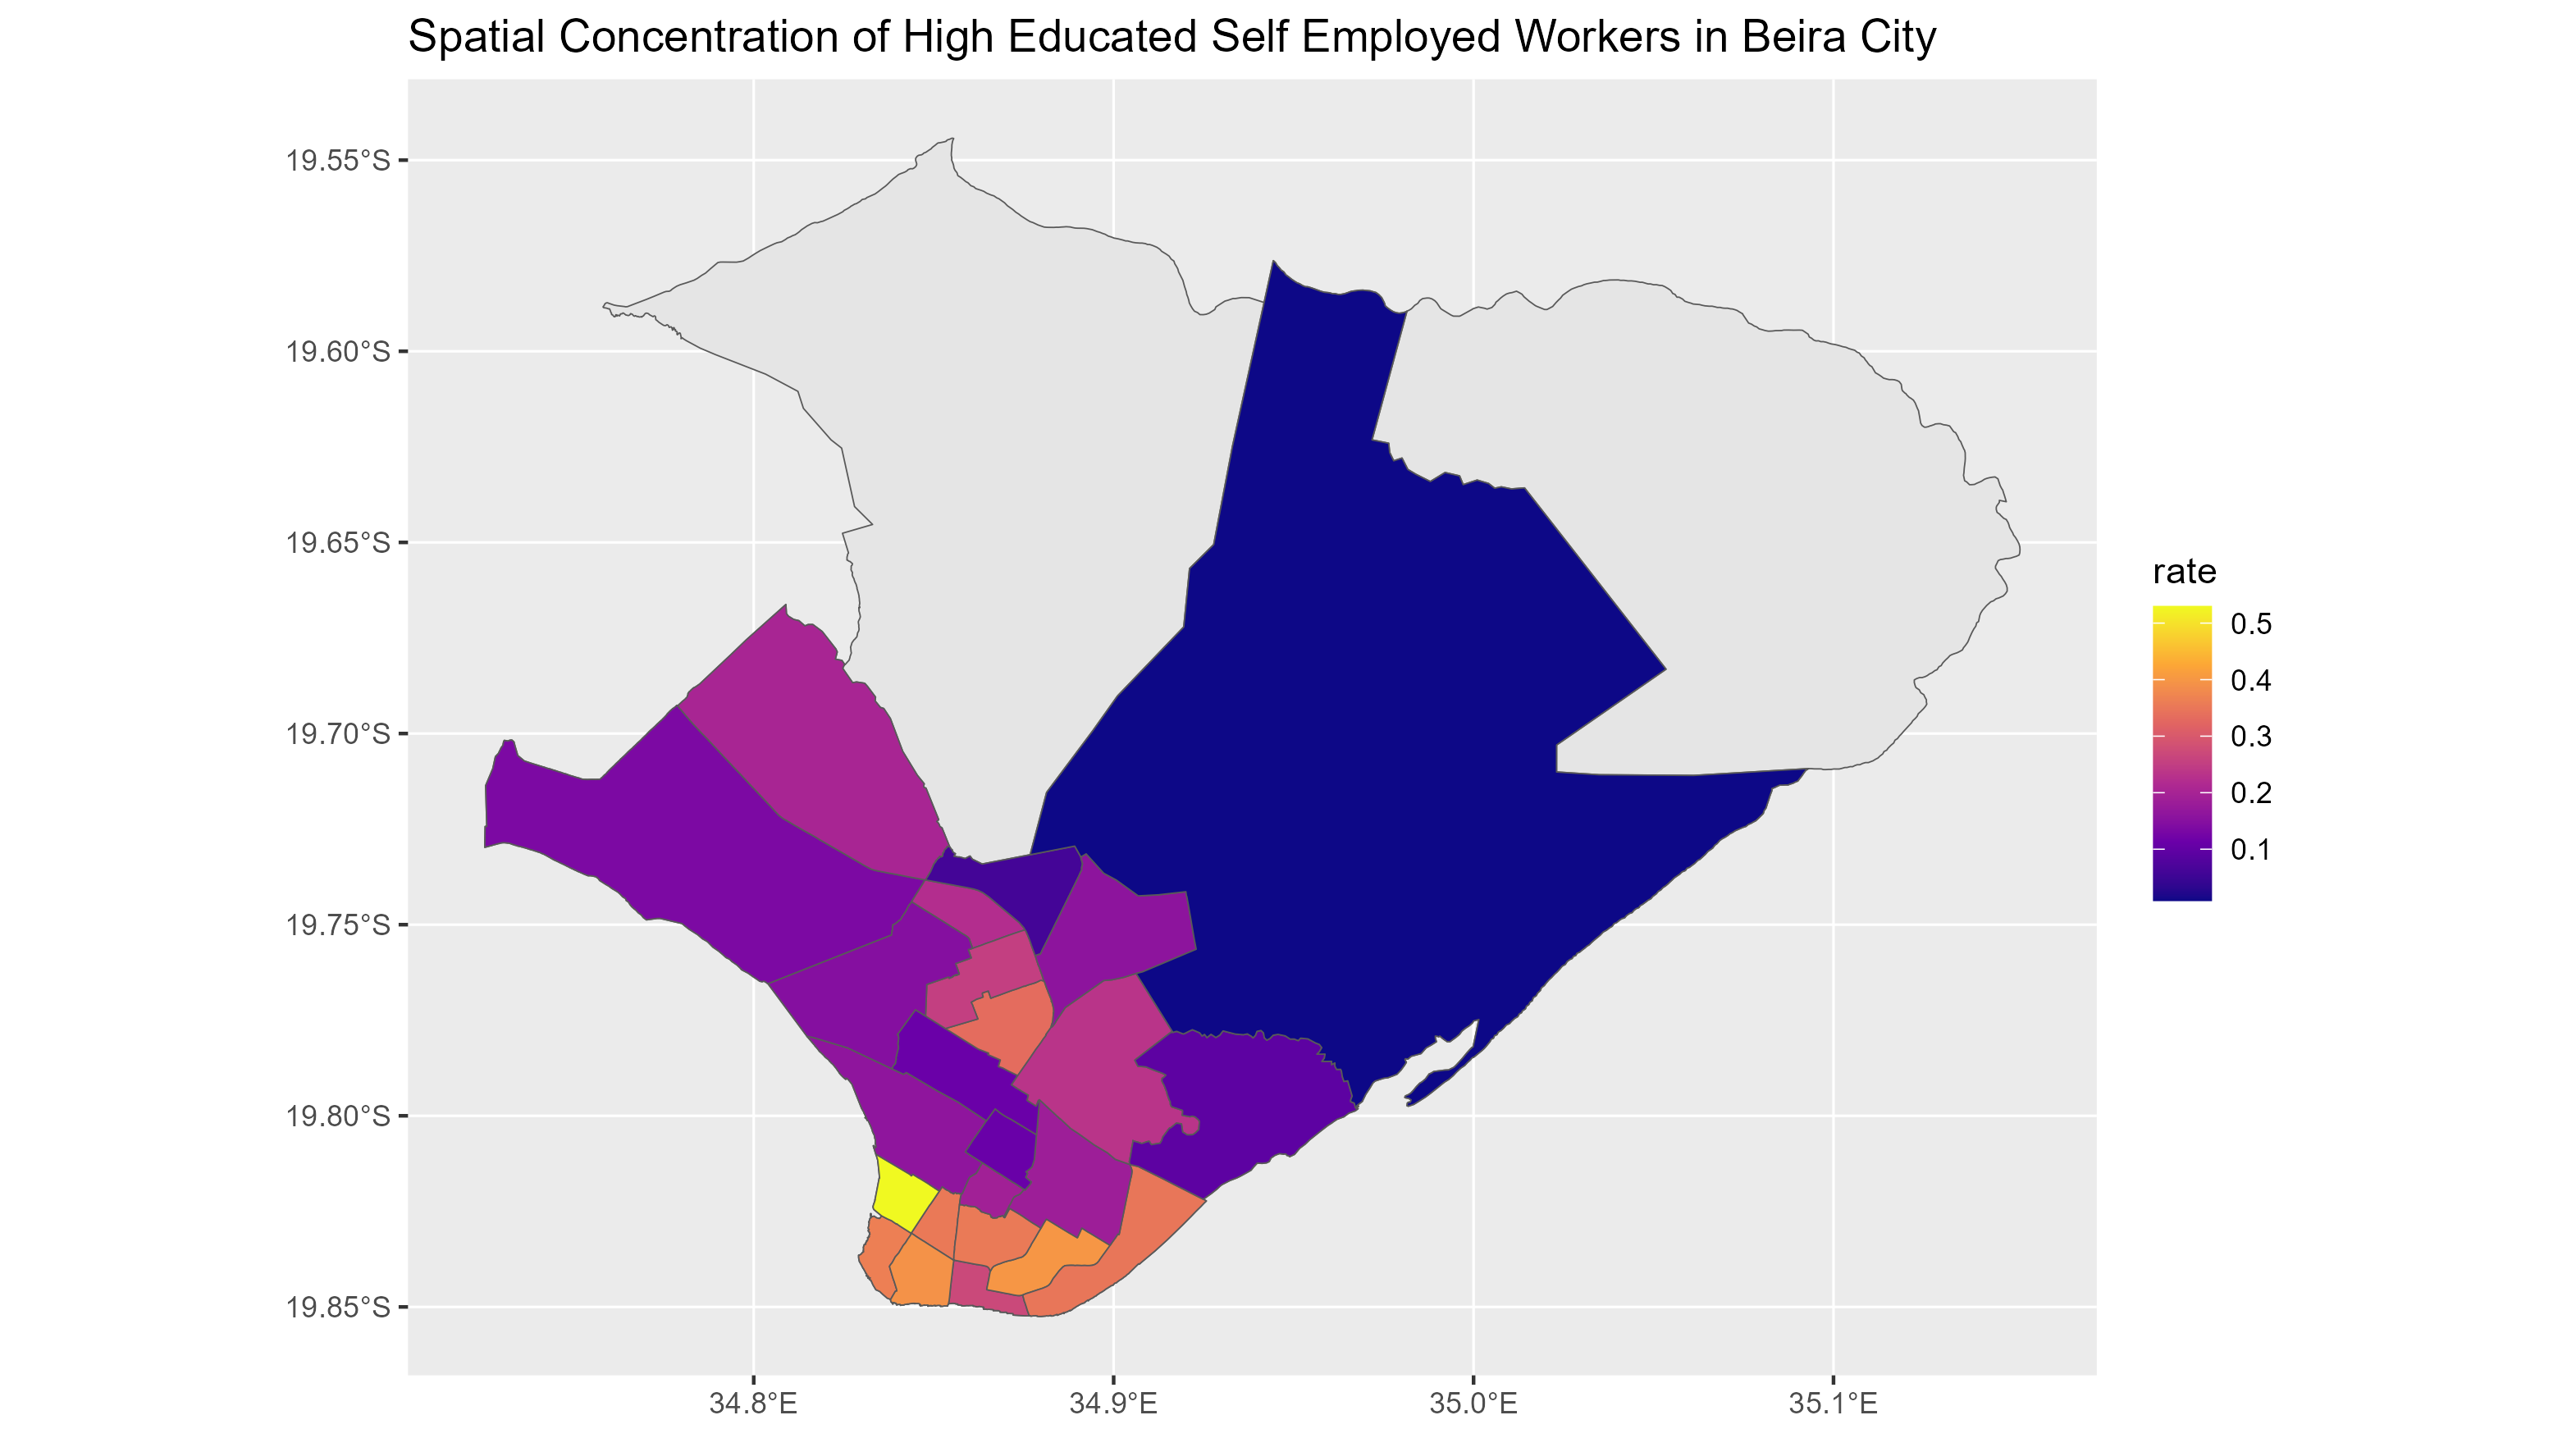 Spatial Concentration of High Educated Self Employed Workers in Beira City
19.55°S
19.60°S
19.65°S
19.70°S
19.75°S
19.80°S
19.85°S
34.8°E
34.9°E
35.0°E
35.1°E
rate
0.5
0.4
0.3
0.2
0.1